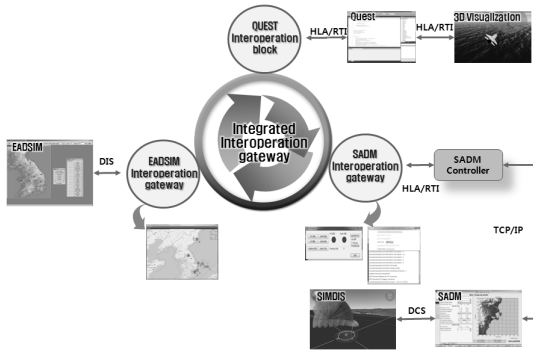 QUEST
Interoperation
block
HLA/RTI
Quest
HLA/RTI
3D Visualization
Integrated
Interoperation
gateway
EADSIM
DIS
EADSIM
Interoperation
gateway
SADM
Interoperation
gateway
HLA/RTI
SADM
Controller
TCP/IP
SIMDIS
DCS
SADM